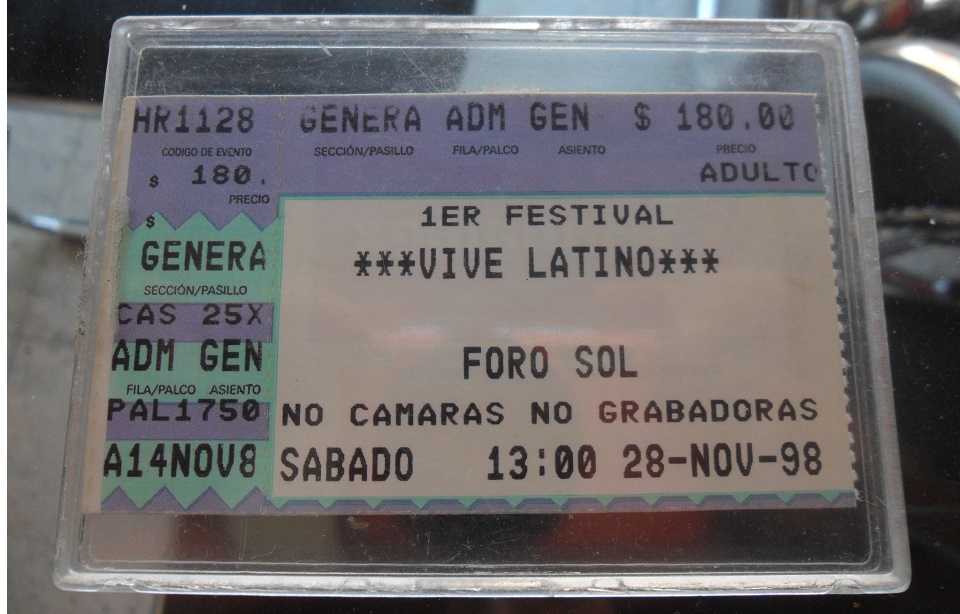 HR1128 GENERA ADM GEN $ 180.00
CODIGO DE EVENTO SECCIÓN/PASILLO FILA/PALCO ASIENTO PRECIO
$ 180. ADULTO
PRECIO
$
1ER FESTIVAL
GENERA ***VIVE LATINO***
SECCIÓN/PASILLO
CAS 25X
ADM GEN FORO SOL
FILA/PALCO ASIENTO
PAL1750 NO CAMARAS NO GRABADORAS
A14NOV8 SABADO 13:00 28-NOV-98